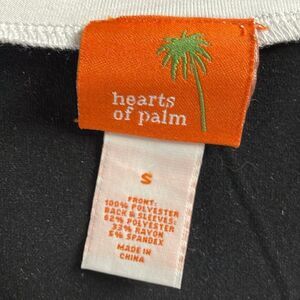 hearts
of palm
S
FRONT:
100% POLYESTER
BACK & SLEEVES:
62% POLYESTER
33% RAYON
5% SPANDEX
MADE IN
CHINA